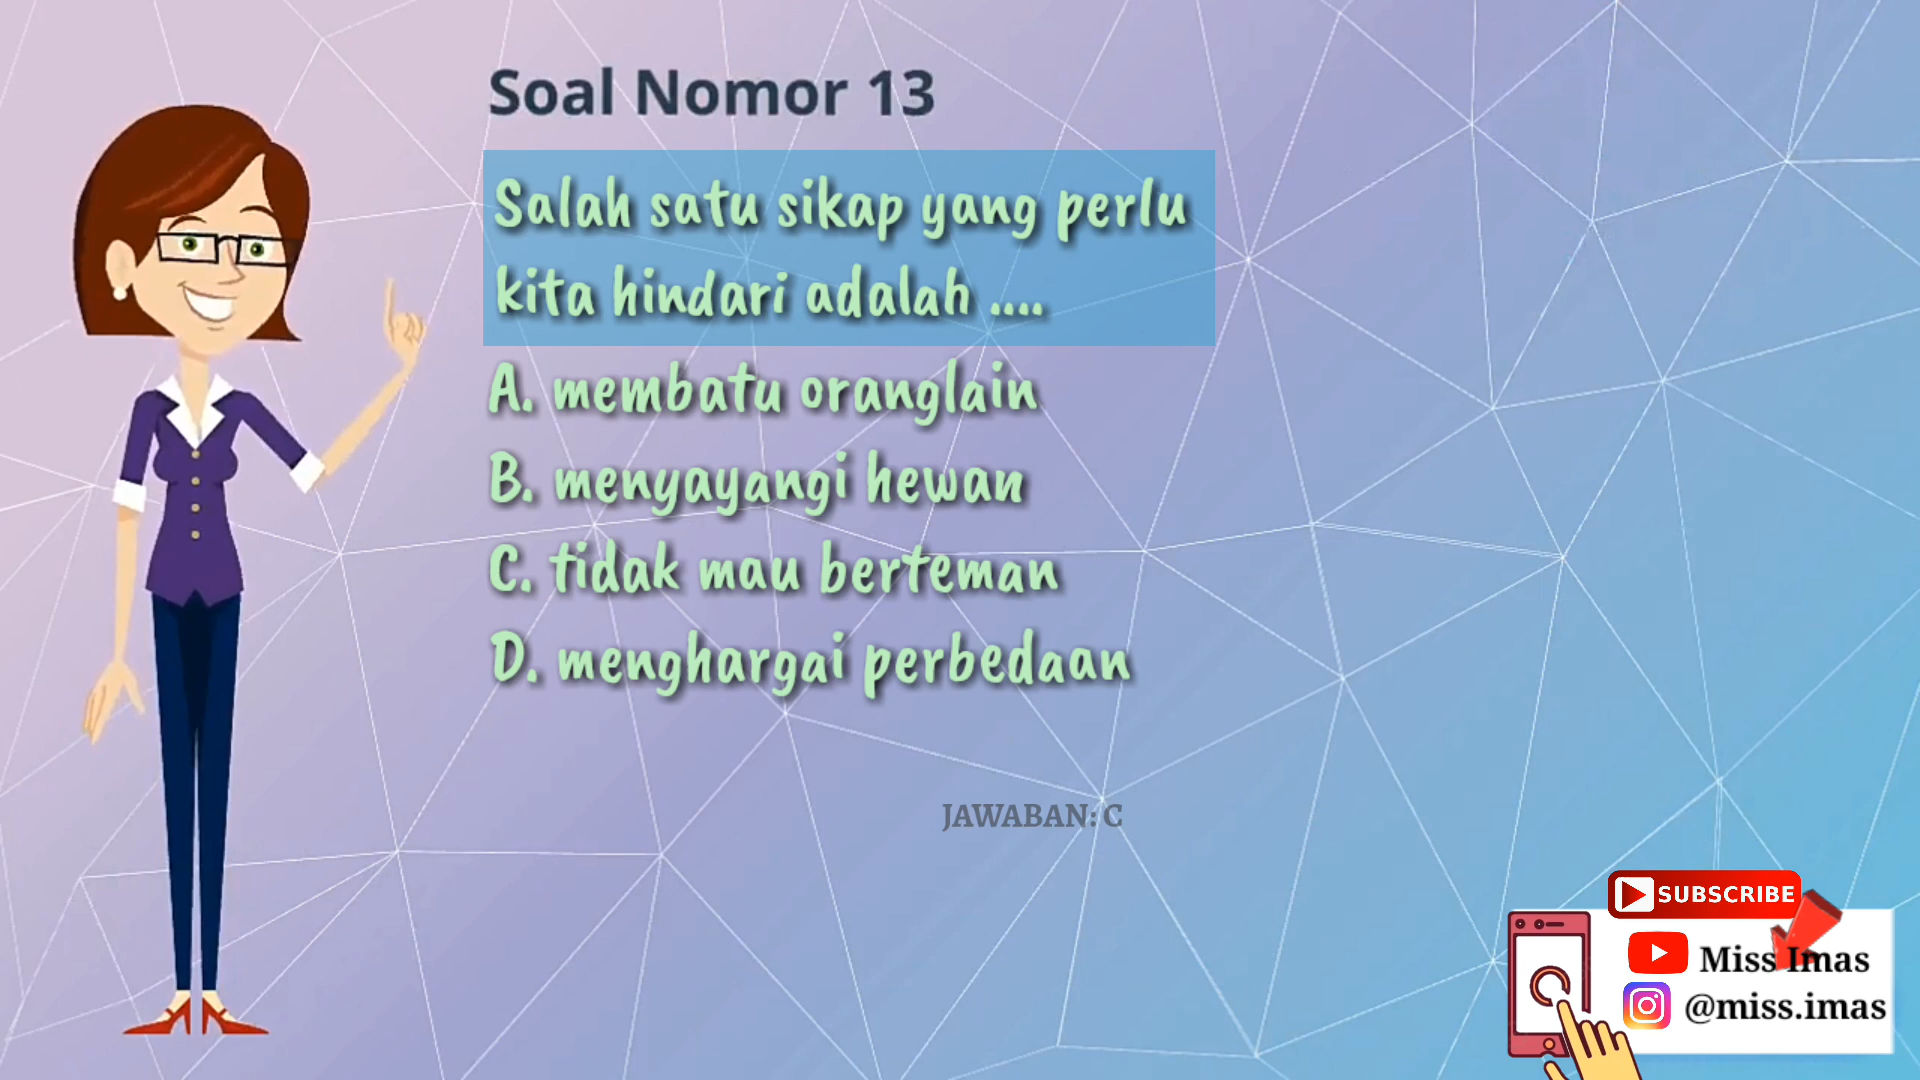 Soal Nomor 13
Salah satu sikap yang perlu
kita hindari adalah ....
A. membatu oranglain
B. menyayangi hewan
C. tidak mau berteman
D. menghargai perbedaan
JAWABAN: C
SUBSCRIBE
Miss Imas
@miss.imas